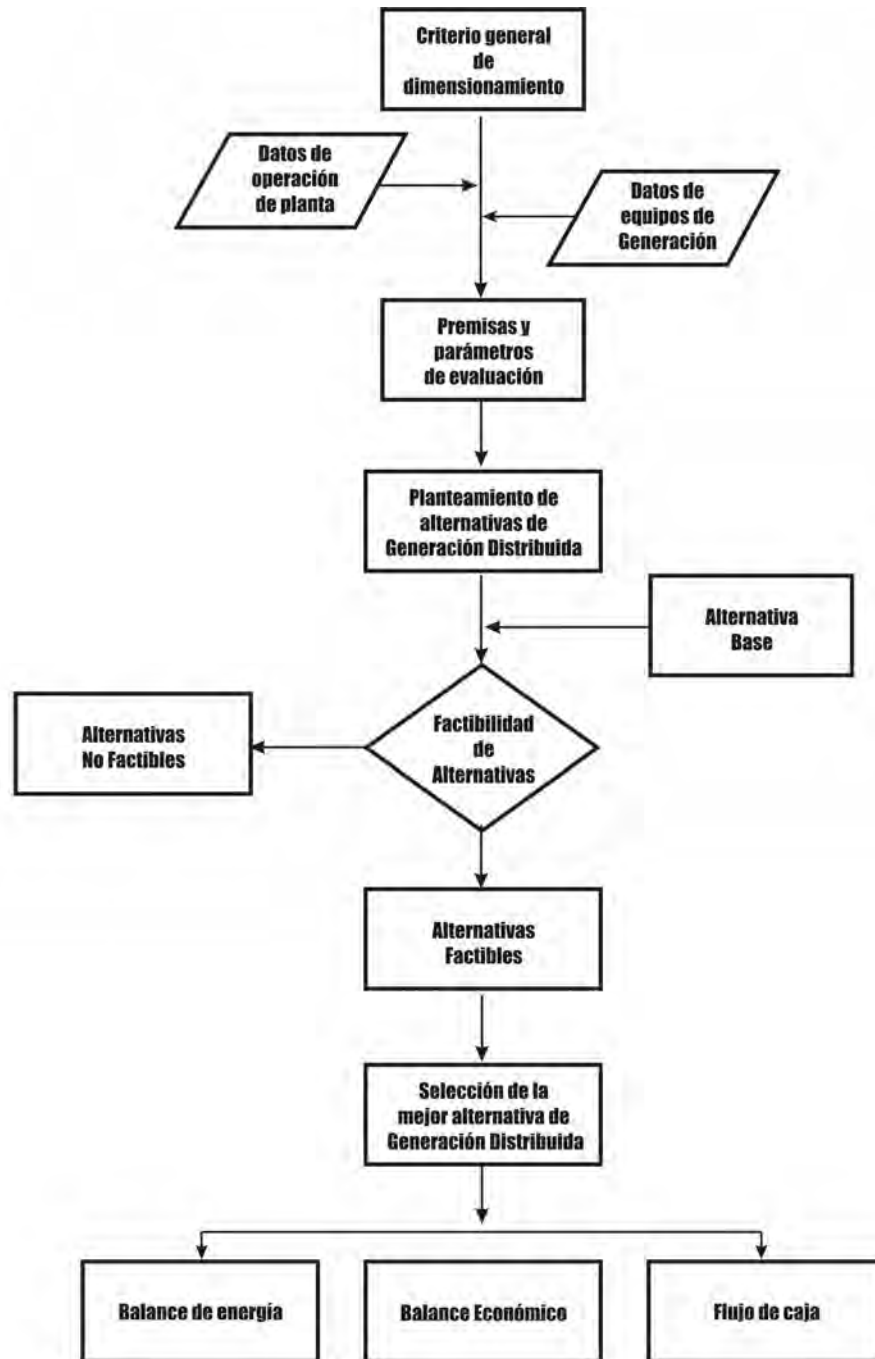 Criterio general
de
dimensionamiento
Datos de
operación
de planta
Datos de
equipos de
Generación
Premisas y
parámetros
de evaluación
Planteamiento de
alternativas de
Generación Distribuida
Alternativa
Base
Factibilidad
de
Alternativas
Alternativas
No Factibles
Alternativas
Factibles
Selección de la
mejor alternativa de
Generación Distribuida
Balance de energía
Balance Económico
Flujo de caja